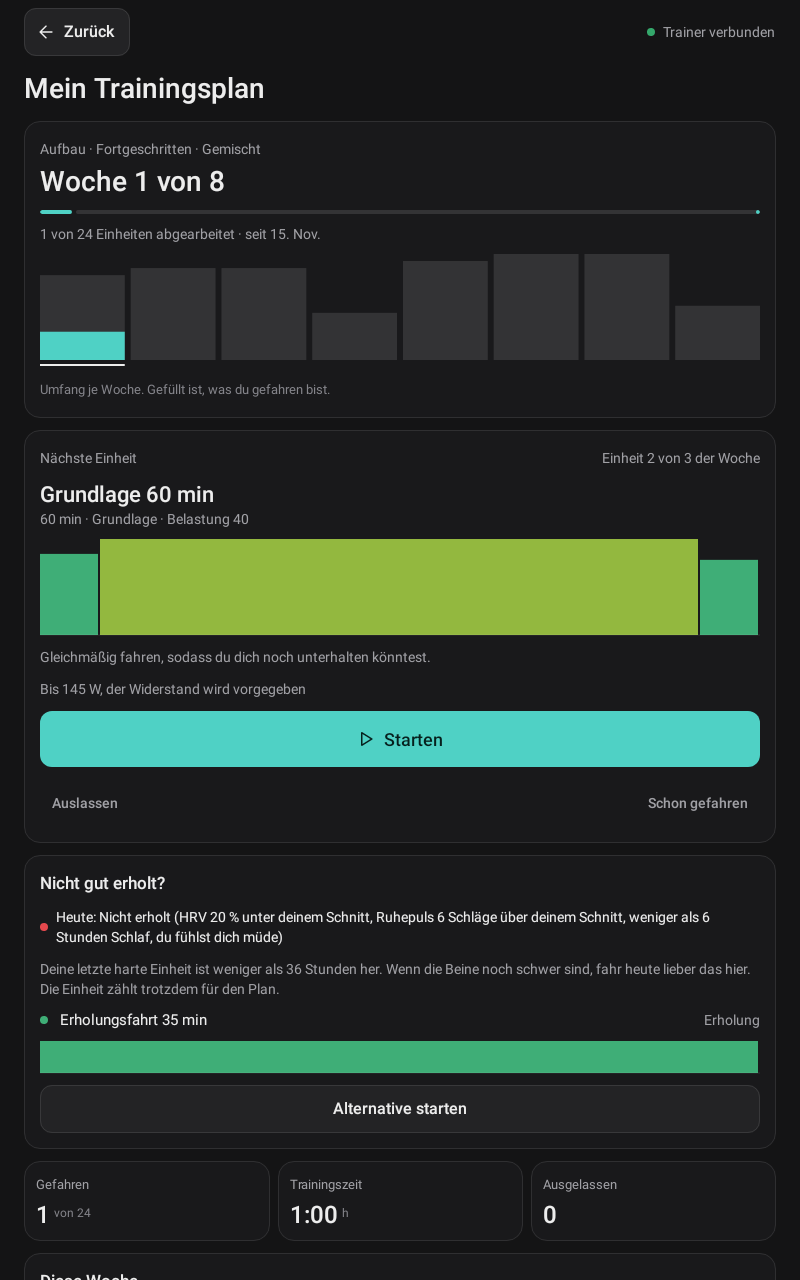 Zurück
Trainer verbunden
Mein Trainingsplan
Aufbau · Fortgeschritten · Gemischt
Woche 1 von 8
1 von 24 Einheiten abgearbeitet · seit 15. Nov.
Umfang je Woche. Gefüllt ist, was du gefahren bist.
Nächste Einheit
Einheit 2 von 3 der Woche
Grundlage 60 min
60 min · Grundlage · Belastung 40
Gleichmäßig fahren, sodass du dich noch unterhalten könntest.
Bis 145 W, der Widerstand wird vorgegeben
Starten
Auslassen
Schon gefahren
Nicht gut erholt?
Heute: Nicht erholt (HRV 20 % unter deinem Schnitt, Ruhepuls 6 Schläge über deinem Schnitt, weniger als 6
Stunden Schlaf, du fühlst dich müde)
Deine letzte harte Einheit ist weniger als 36 Stunden her. Wenn die Beine noch schwer sind, fahr heute lieber das hier.
Die Einheit zählt trotzdem für den Plan.
Erholungsfahrt 35 min
Erholung
Alternative starten
Gefahren
1 von 24
Trainingszeit
1:00 h
Ausgelassen
0
Diese Woche